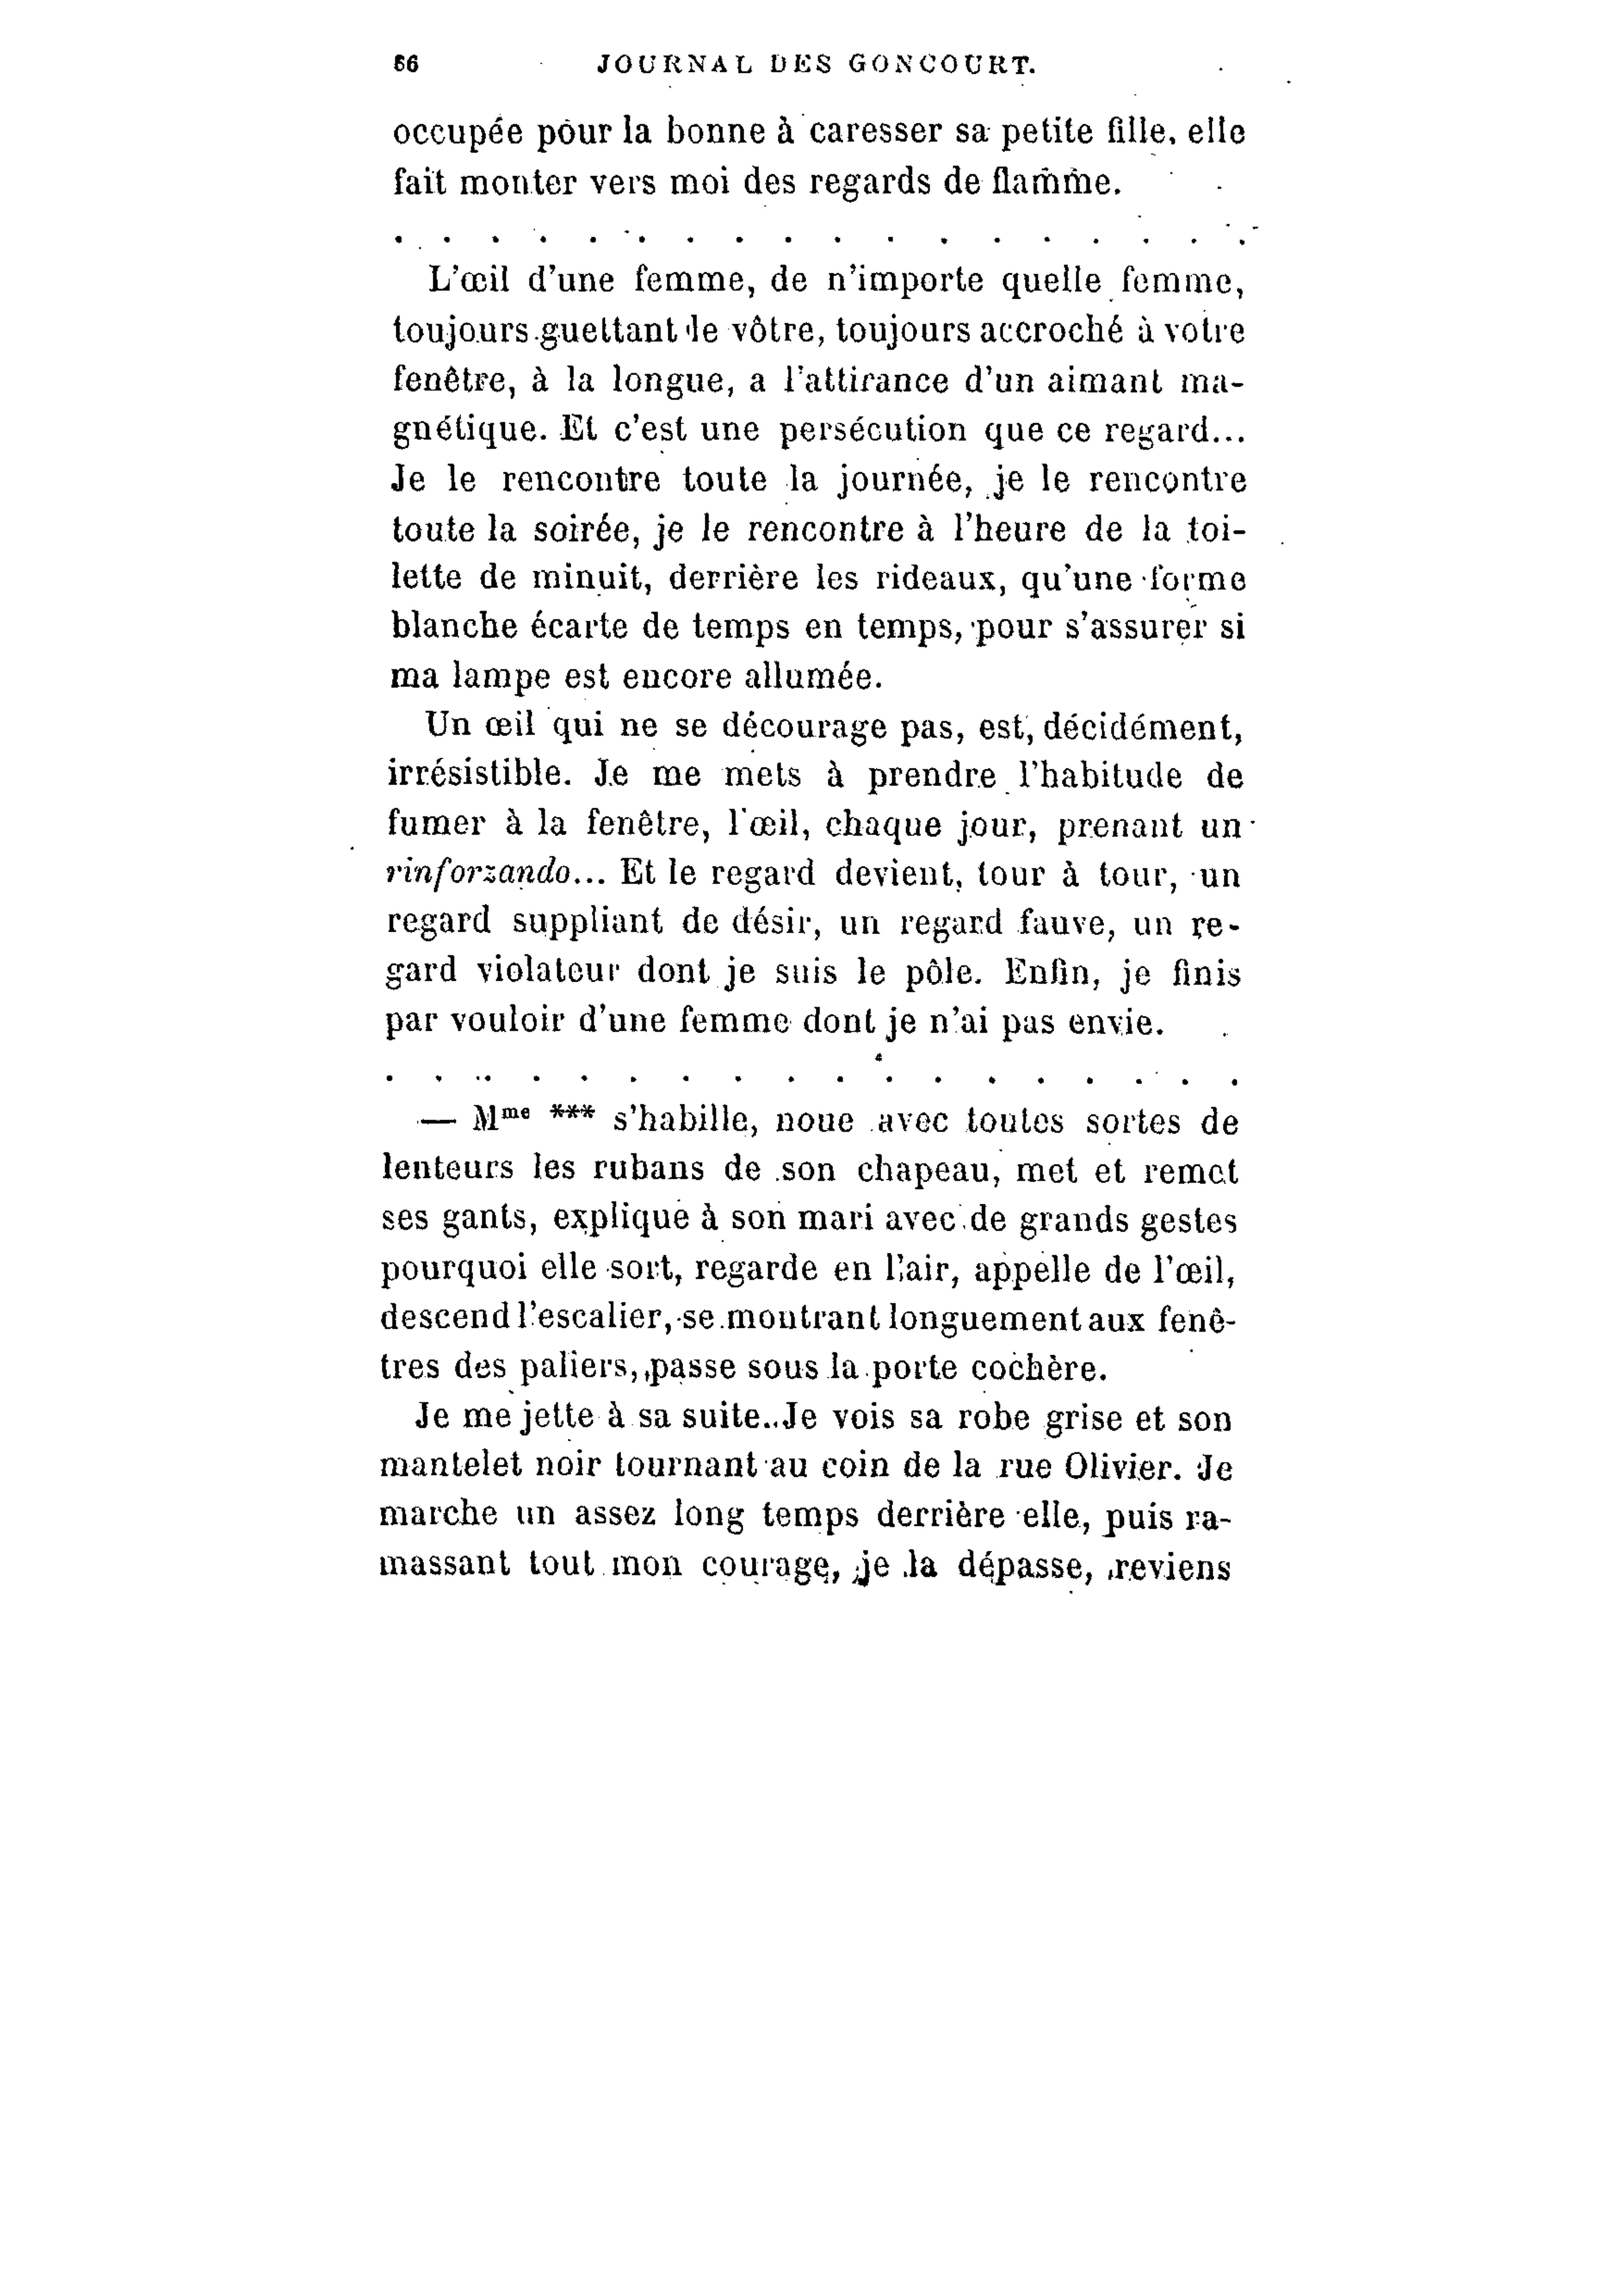 66 JOURNAL DES GONCOURT.
occupée pour la bonne à caresser sa petite fille, elle
fait monter vers moi des regards de flamme.
. . . . . . . . . . . . . . . . . .
L'œil d'une femme, de n'importe quelle femme,
toujours guettant le vôtre, toujours accroché à votre
fenêtre, à la longue, a l'attirance d'un aimant ma-
gnétique. Et c'est une persécution que ce regard...
Je le rencontre toute la journée, je le rencontre
toute la soirée, je le rencontre à l'heure de la toi-
lette de minuit, derrière les rideaux, qu'une forme
blanche écarte de temps en temps, pour s'assurer si
ma lampe est encore allumée.
Un œil qui ne se décourage pas, est, décidément,
irrésistible. Je me mets à prendre l'habitude de
fumer à la fenêtre, l'œil, chaque jour, prenant un
rinforzando... Et le regard devient, tour à tour, un
regard suppliant de désir, un regard fauve, un re-
gard violateur dont je suis le pôle. Enfin, je finis
par vouloir d'une femme dont je n'ai pas envie.
. . . . . . . . . . . . . . . . . .
— Mme *** s'habille, noue avec toutes sortes de
lenteurs les rubans de son chapeau, met et remet
ses gants, explique à son mari avec de grands gestes
pourquoi elle sort, regarde en l'air, appelle de l'œil,
descend l'escalier, se montrant longuement aux fenê-
tres des paliers, passe sous la porte cochère.
Je me jette à sa suite. Je vois sa robe grise et son
mantelet noir tournant au coin de la rue Olivier. Je
marche un assez long temps derrière elle, puis ra-
massant tout mon courage, je la dépasse, reviens